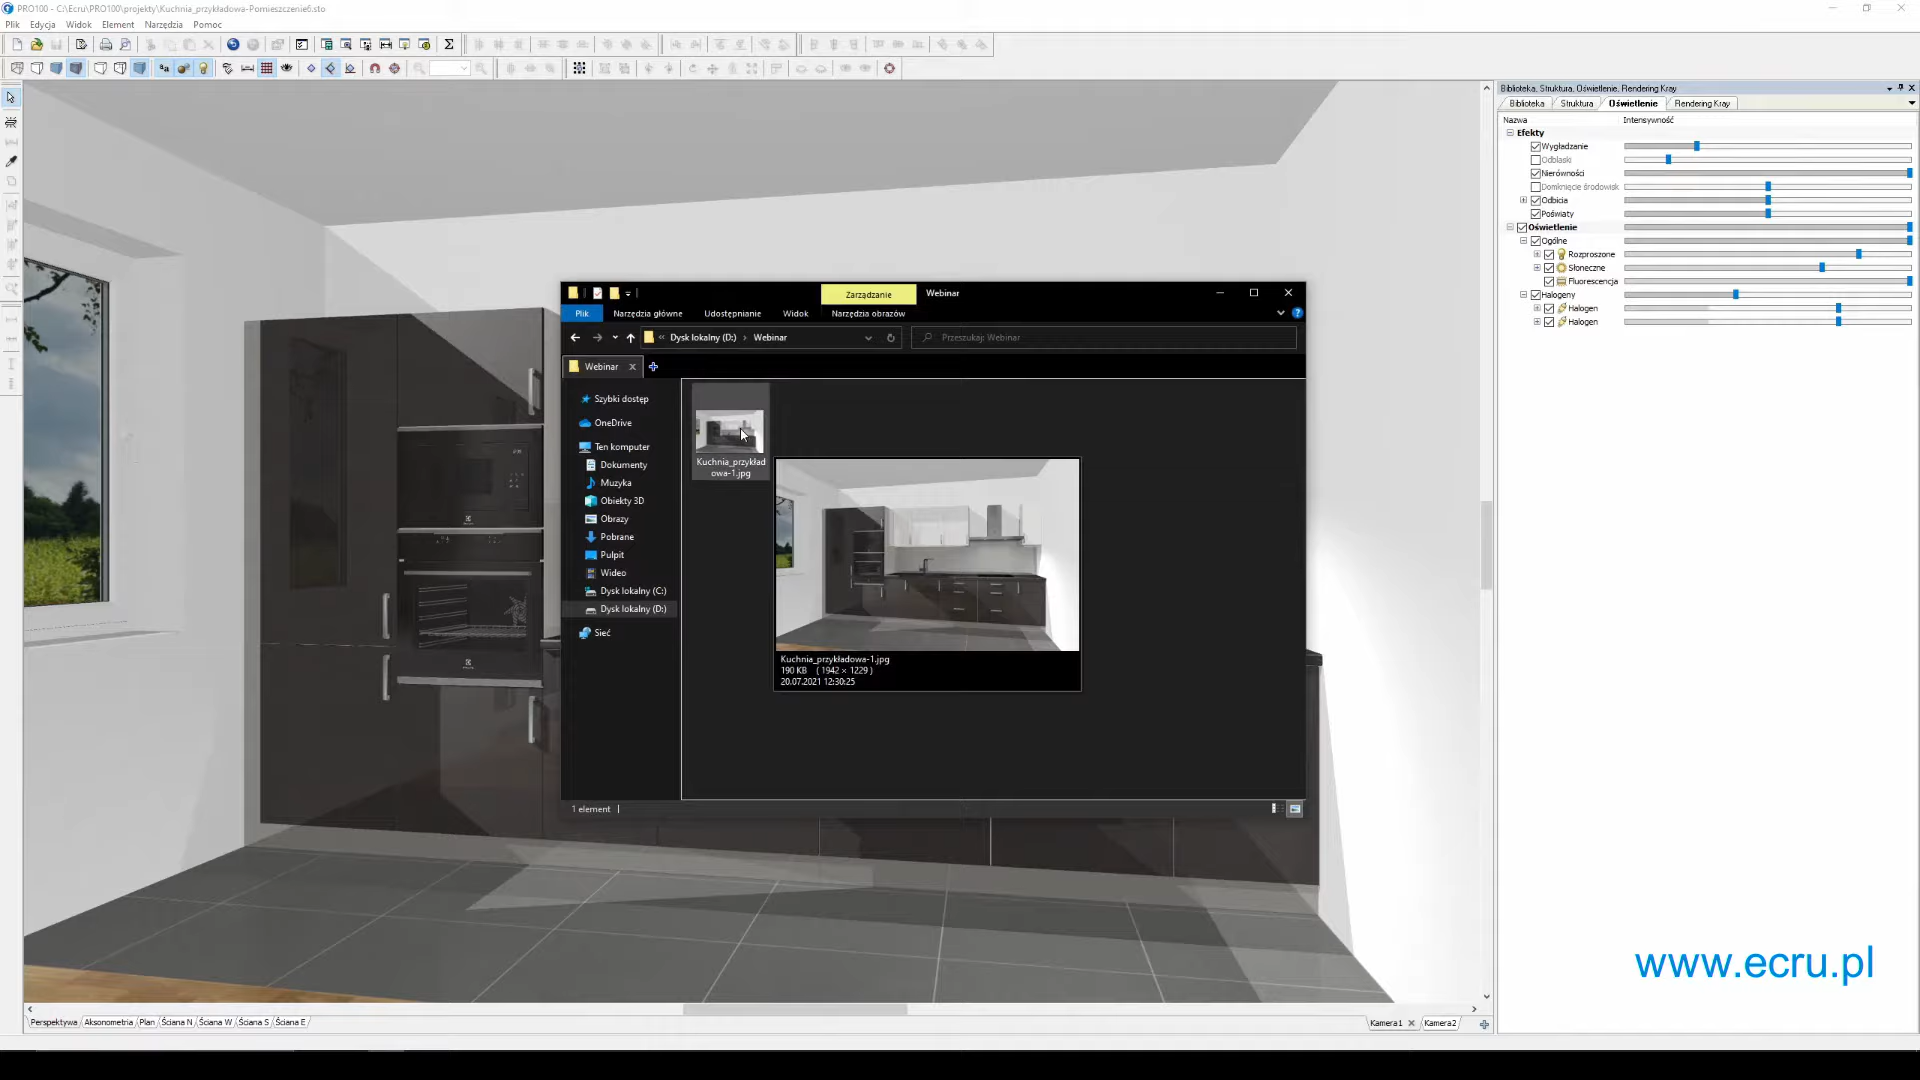 PRO100 - C:\Ecru\PRO100\projekty\Kuchnia_przykładowa-Pomieszczenie6.sto
Plik Edycja Widok Element Narzędzia Pomoc
Biblioteka, Struktura, Oświetlenie, Rendering Kray
Biblioteka Struktura Oświetlenie Rendering Kray
Nazwa Intensywność
Efekty
Wygładzanie
Odblaski
Nierówności
Domknięcie środowisk
Odbicia
Poświaty
Oświetlenie
Ogólne
Rozproszone
Słoneczne
Fluorescencja
Halogeny
Halogen
Halogen
Zarządzanie Webinar
Plik Narzędzia główne Udostępnianie Widok Narzędzia obrazów
« Dysk lokalny (D:) › Webinar
Przeszukaj: Webinar
Webinar
Szybki dostęp
OneDrive
Ten komputer
Dokumenty
Muzyka
Obiekty 3D
Obrazy
Pobrane
Pulpit
Wideo
Dysk lokalny (C:)
Dysk lokalny (D:)
Sieć
Kuchnia_przykład
owa-1.jpg
Kuchnia_przykładowa-1.jpg
190 KB ( 1942 × 1229 )
20.07.2021 12:30:25
1 element
www.ecru.pl
Perspektywa Aksonometria Plan Ściana N Ściana W Ściana S Ściana E
Kamera1 Kamera2